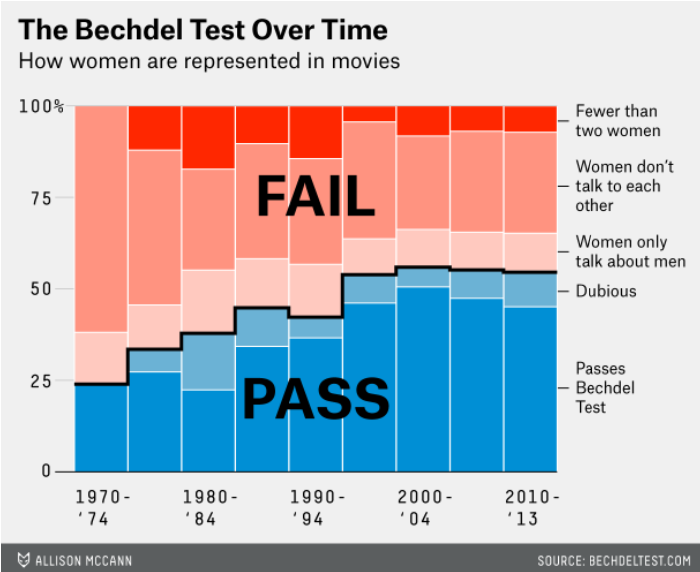 The Bechdel Test Over Time
How women are represented in movies
100%
75
50
25
0
FAIL
PASS
Fewer than
two women
Women don't
talk to each
other
Women only
talk about men
Dubious
Passes
Bechdel
Test
1970-
'74
1980-
'84
1990-
'94
2000-
'04
2010-
'13
ALLISON MCCANN
SOURCE: BECHDELTEST.COM